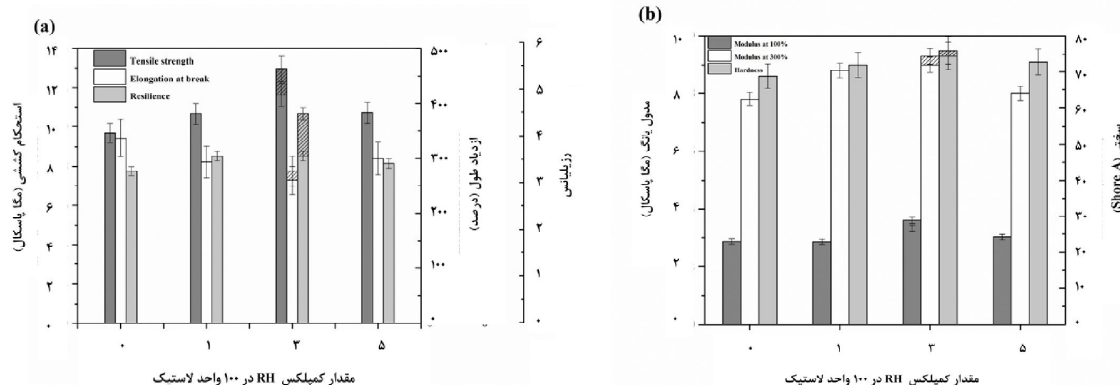 (a)
Tensile strength
Elongation at break
Resilience
استحکام کششی (مگا پاسکال)
۱۴
۱۲
۱۰
۸
۶
۴
۲
۰
۵۰۰
۴۰۰
۳۰۰
۲۰۰
۱۰۰
ازدیاد طول (درصد)
۶
۵
۴
۳
۲
۱
۰
رزیلیانس
۰ ۱ ۳ ۵
مقدار کمپلکس RH در ۱۰۰ واحد لاستیک
(b)
Modulus at 100%
Modulus at 300%
Hardness
مدول یانگ (مگا پاسکال)
۱۰
۸
۶
۴
۲
۰
۸۰
۷۰
۶۰
۵۰
۴۰
۳۰
۲۰
۱۰
۰
سختی (Shore A)
۰ ۱ ۳ ۵
مقدار کمپلکس RH در ۱۰۰ واحد لاستیک